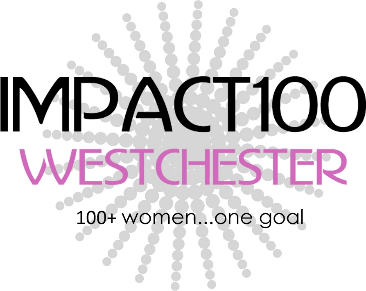 IMPACT100
WESTCHESTER
100+ women...one goal